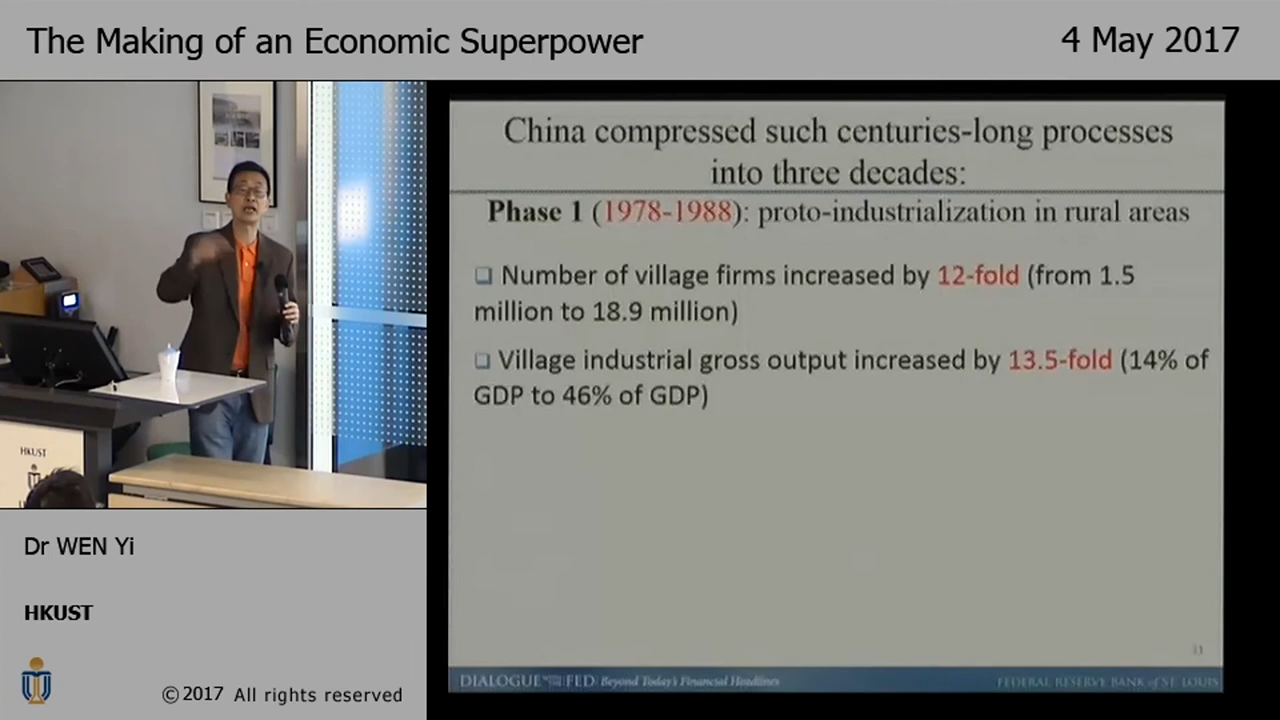 The Making of an Economic Superpower
4 May 2017
China compressed such centuries-long processes
into three decades:
Phase 1 (1978-1988): proto-industrialization in rural areas
Number of village firms increased by 12-fold (from 1.5
million to 18.9 million)
Village industrial gross output increased by 13.5-fold (14% of
GDP to 46% of GDP)
DIALOGUE WITH THE FED Beyond Today's Financial Headlines
FEDERAL RESERVE BANK of ST. LOUIS
HKUST
Dr WEN Yi
HKUST
©2017 All rights reserved